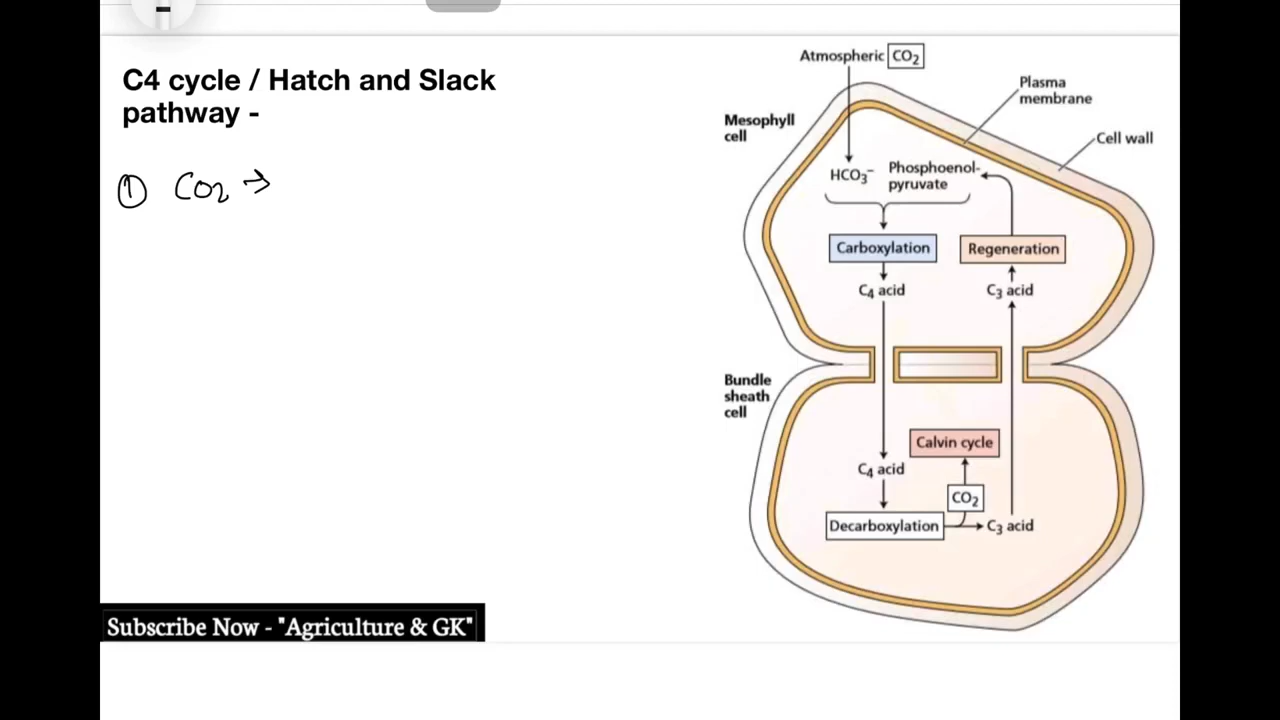 C4 cycle / Hatch and Slack
pathway -
① CO₂ →
Atmospheric CO₂
Plasma
membrane
Mesophyll
cell
Cell wall
HCO₃⁻
Phosphoenol-
pyruvate
Carboxylation
Regeneration
C₄ acid
C₃ acid
Bundle
sheath
cell
Calvin cycle
C₄ acid
CO₂
Decarboxylation
C₃ acid
Subscribe Now - "Agriculture & GK"